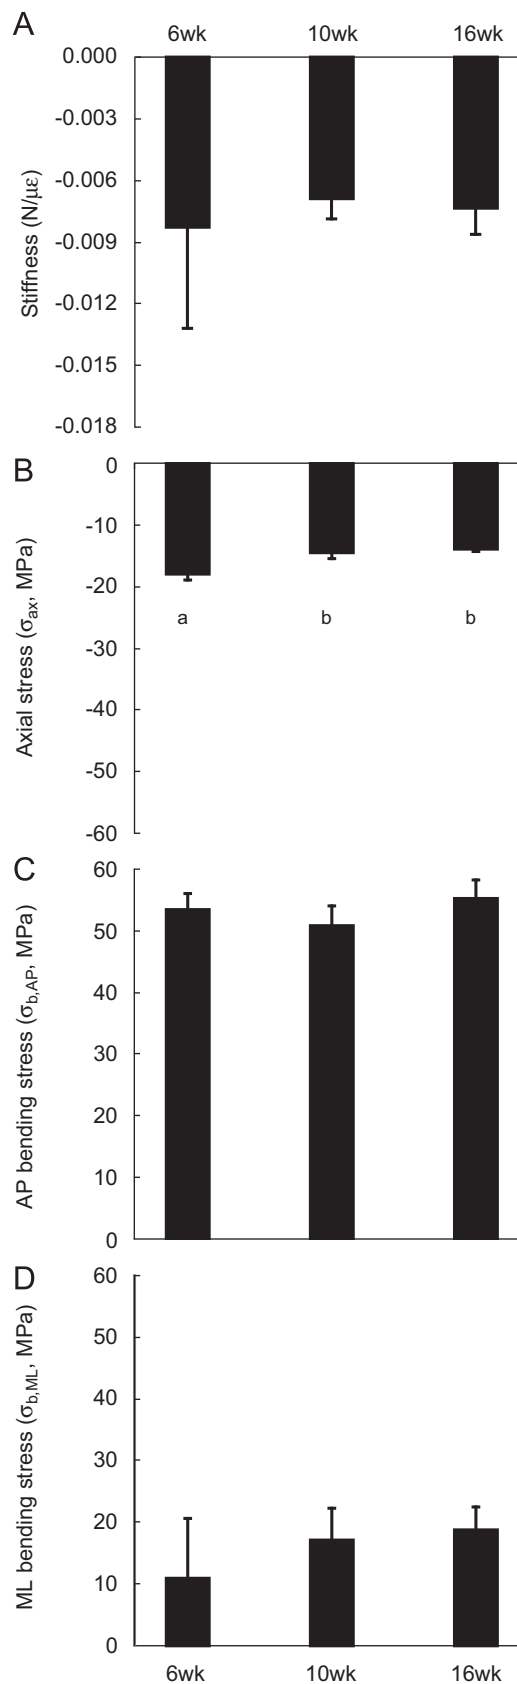 A
6wk 10wk 16wk
0.000
-0.003
-0.006
-0.009
-0.012
-0.015
-0.018
Stiffness (N/με)
B
0
-10
-20
-30
-40
-50
-60
Axial stress (σax, MPa)
a b b
C
60
50
40
30
20
10
0
AP bending stress (σb,AP, MPa)
D
60
50
40
30
20
10
0
ML bending stress (σb,ML, MPa)
6wk 10wk 16wk